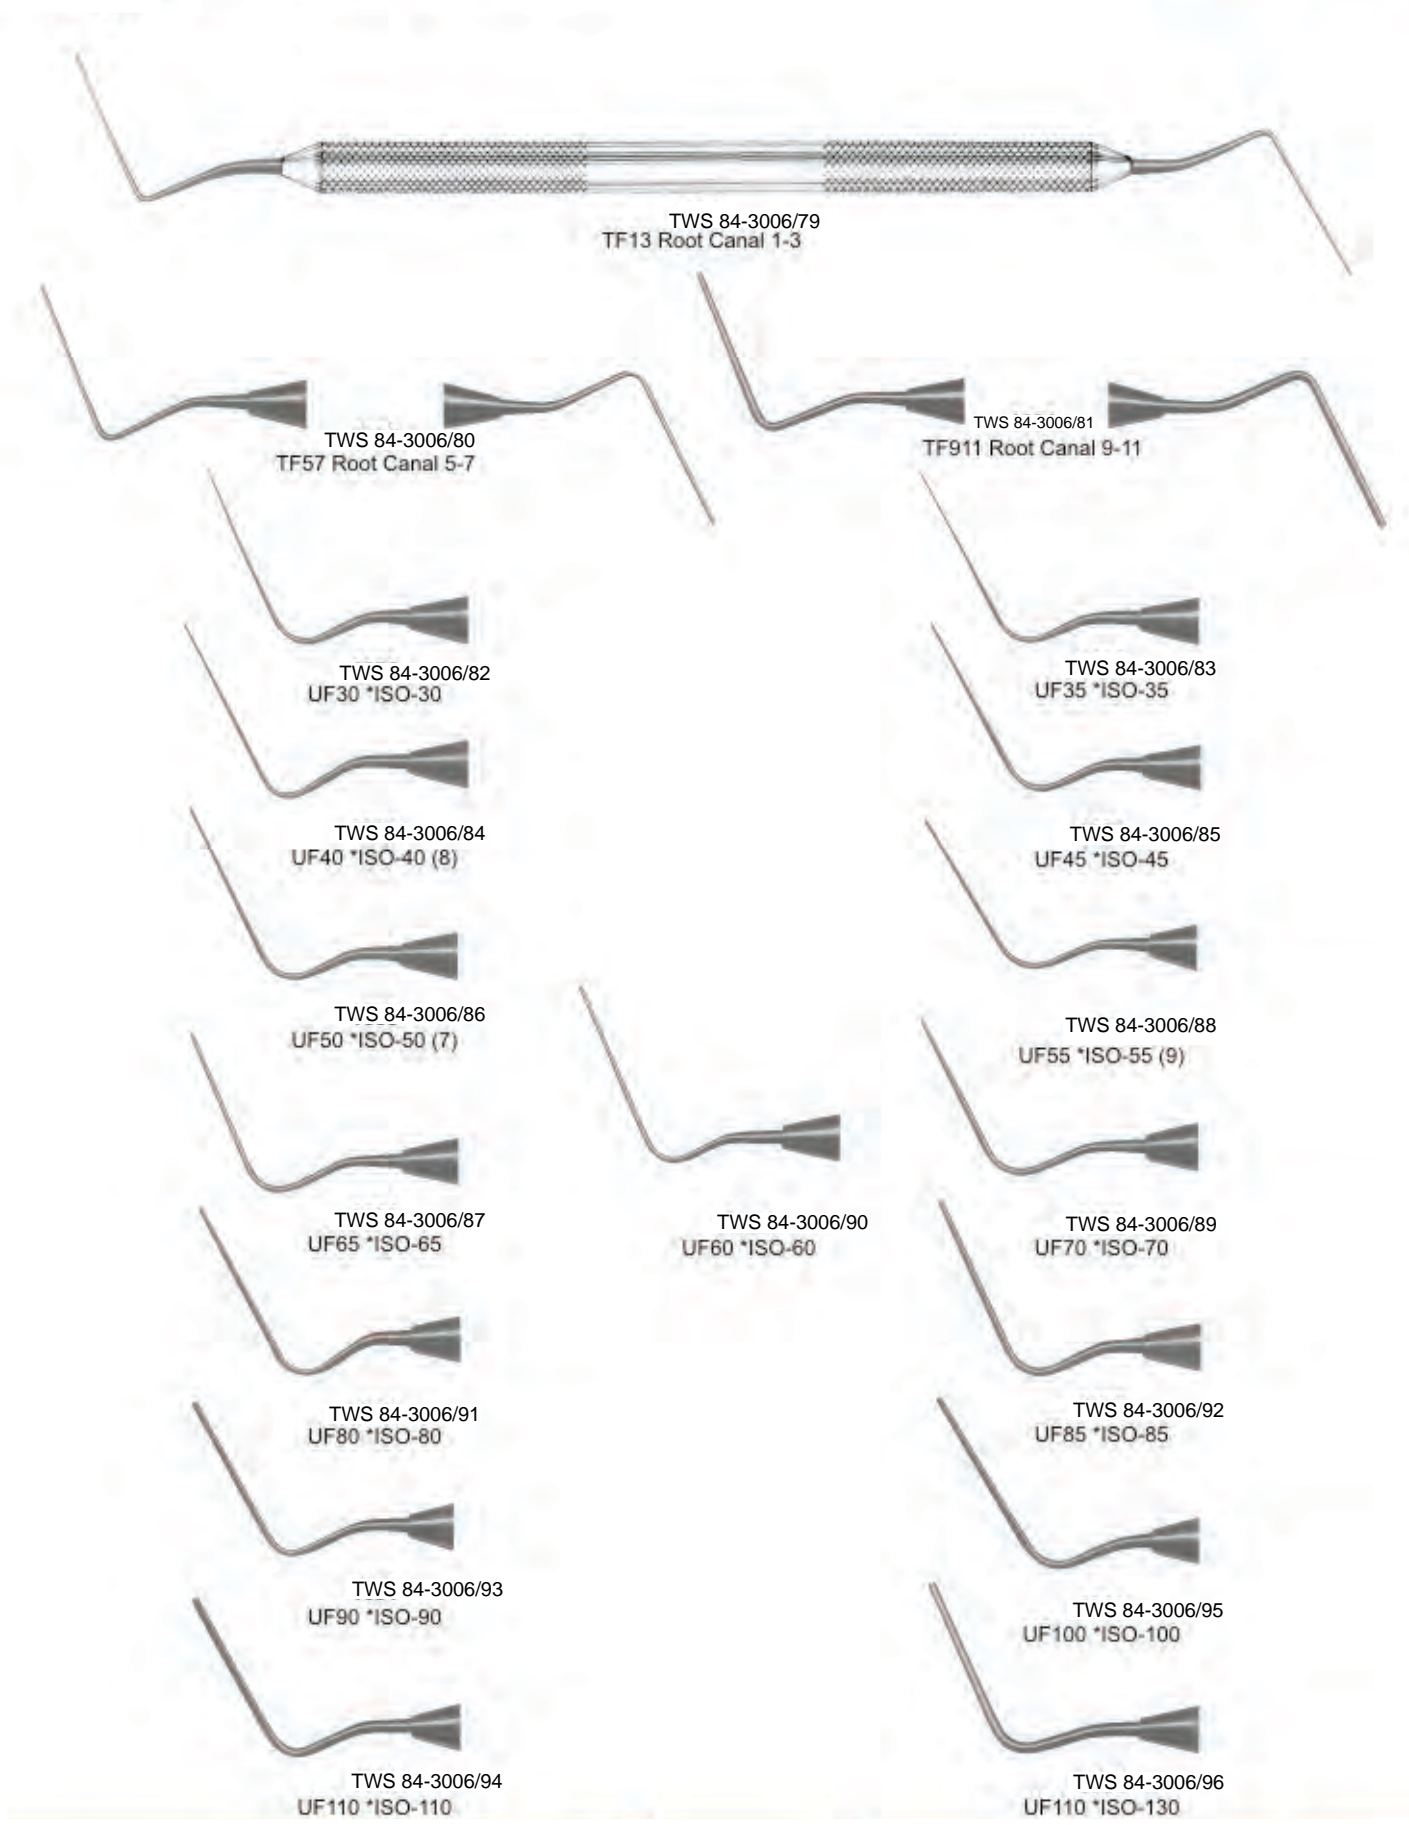 TWS 84-3006/79
TF13 Root Canal 1-3
TWS 84-3006/80
TF57 Root Canal 5-7
TWS 84-3006/81
TF911 Root Canal 9-11
TWS 84-3006/82
UF30 *ISO-30
TWS 84-3006/83
UF35 *ISO-35
TWS 84-3006/84
UF40 *ISO-40 (8)
TWS 84-3006/85
UF45 *ISO-45
TWS 84-3006/86
UF50 *ISO-50 (7)
TWS 84-3006/88
UF55 *ISO-55 (9)
TWS 84-3006/87
UF65 *ISO-65
TWS 84-3006/90
UF60 *ISO-60
TWS 84-3006/89
UF70 *ISO-70
TWS 84-3006/91
UF80 *ISO-80
TWS 84-3006/92
UF85 *ISO-85
TWS 84-3006/93
UF90 *ISO-90
TWS 84-3006/95
UF100 *ISO-100
TWS 84-3006/94
UF110 *ISO-110
TWS 84-3006/96
UF110 *ISO-130